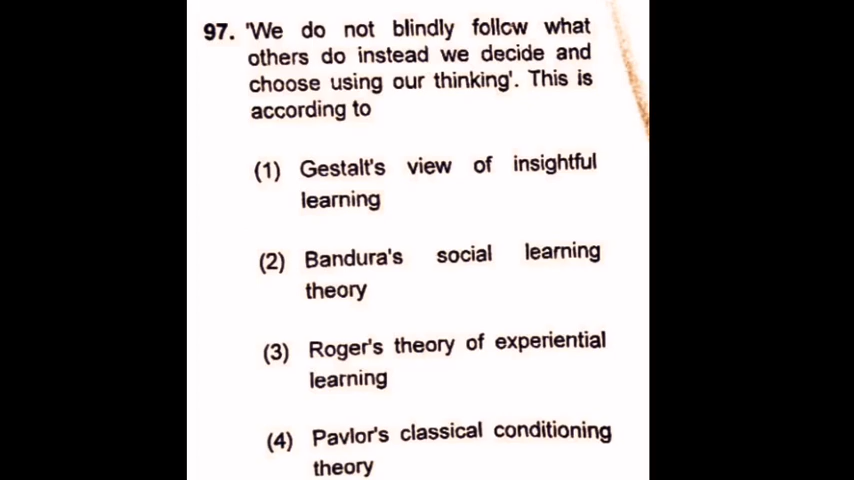 97. 'We do not blindly follcw what
others do instead we decide and
choose using our thinking'. This is
according to
(1) Gestalt's view of insightful
learning
(2) Bandura's social learning
theory
(3) Roger's theory of experiential
learning
(4) Pavlor's classical conditioning
theory